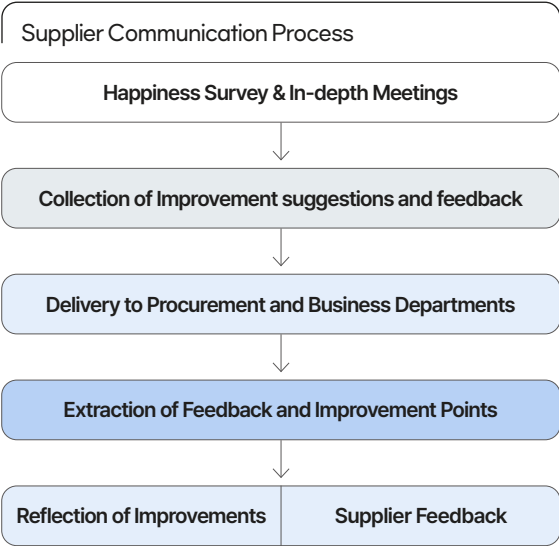 Supplier Communication Process
Happiness Survey & In-depth Meetings
Collection of Improvement suggestions and feedback
Delivery to Procurement and Business Departments
Extraction of Feedback and Improvement Points
Reflection of Improvements
Supplier Feedback